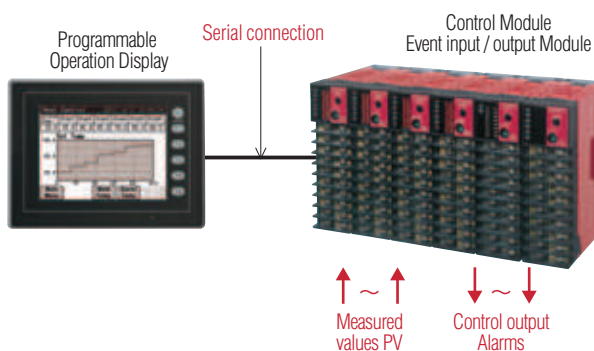 Programmable
Operation Display
Serial connection
Control Module
Event input / output Module
~
~
Measured
values PV
Control output
Alarms